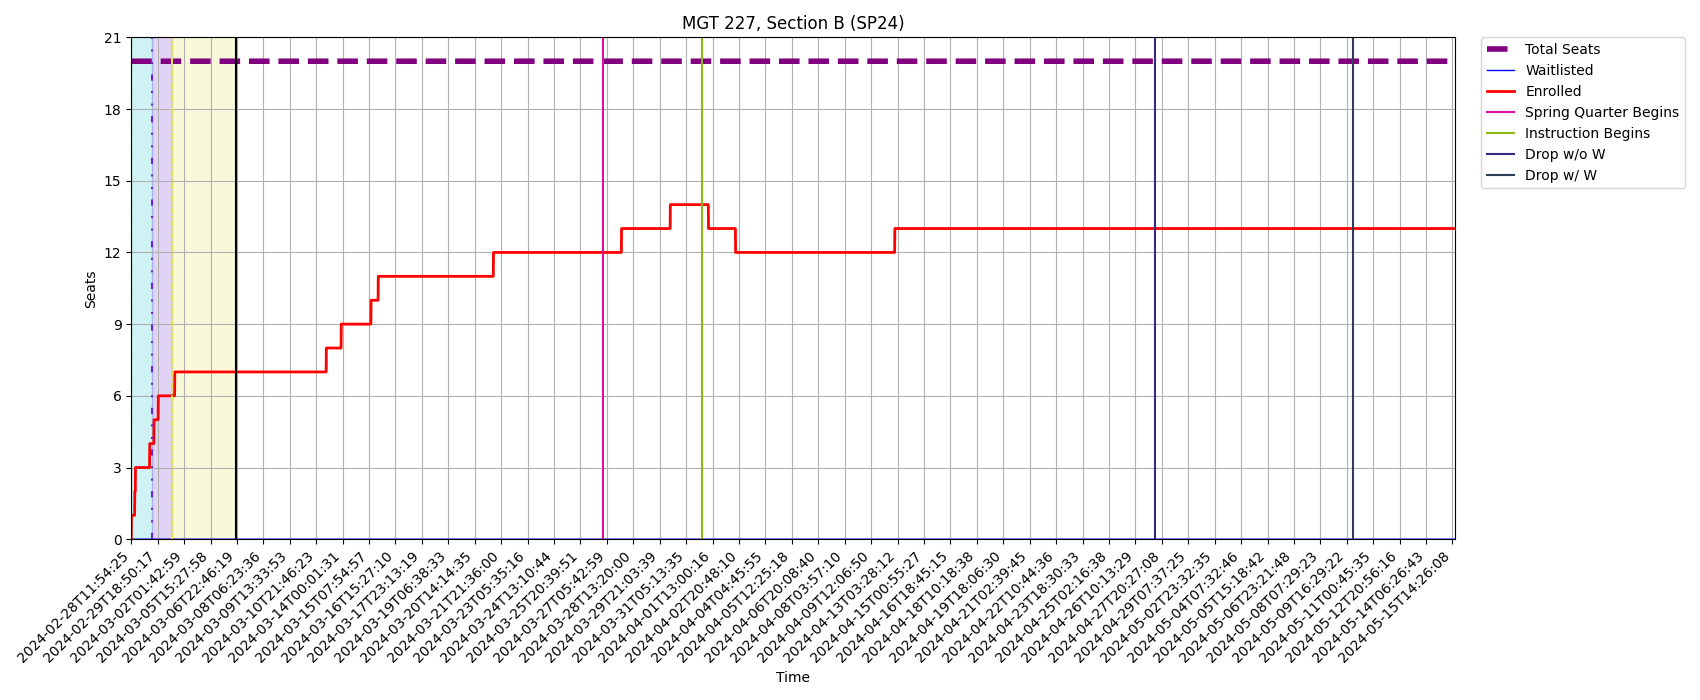 MGT 227, Section B (SP24)
21
18
15
12
9
6
3
0
Seats
2024-02-28T11:54:25
2024-02-29T18:50:17
2024-03-02T01:42:59
2024-03-05T15:27:58
2024-03-06T22:46:19
2024-03-08T06:23:36
2024-03-09T13:33:53
2024-03-10T21:46:23
2024-03-14T00:01:31
2024-03-15T07:54:57
2024-03-16T15:27:10
2024-03-17T23:13:19
2024-03-19T06:38:33
2024-03-20T14:14:35
2024-03-21T21:36:00
2024-03-23T05:35:16
2024-03-24T13:10:44
2024-03-25T20:39:51
2024-03-27T05:42:59
2024-03-28T13:20:00
2024-03-29T21:03:39
2024-03-31T05:13:35
2024-04-01T13:00:16
2024-04-02T20:48:10
2024-04-04T04:45:55
2024-04-05T12:25:18
2024-04-06T20:08:40
2024-04-08T03:57:10
2024-04-09T12:06:50
2024-04-13T03:28:12
2024-04-15T00:55:27
2024-04-16T18:45:15
2024-04-18T10:18:38
2024-04-19T18:06:30
2024-04-21T02:39:45
2024-04-22T10:44:36
2024-04-23T18:30:33
2024-04-25T02:16:38
2024-04-26T10:13:29
2024-04-27T20:27:08
2024-04-29T07:37:25
2024-05-02T23:32:35
2024-05-04T07:32:46
2024-05-05T15:18:42
2024-05-06T23:21:48
2024-05-08T07:29:23
2024-05-09T16:29:22
2024-05-11T00:45:35
2024-05-12T20:56:16
2024-05-14T06:26:43
2024-05-15T14:26:08
Time
Total Seats
Waitlisted
Enrolled
Spring Quarter Begins
Instruction Begins
Drop w/o W
Drop w/ W